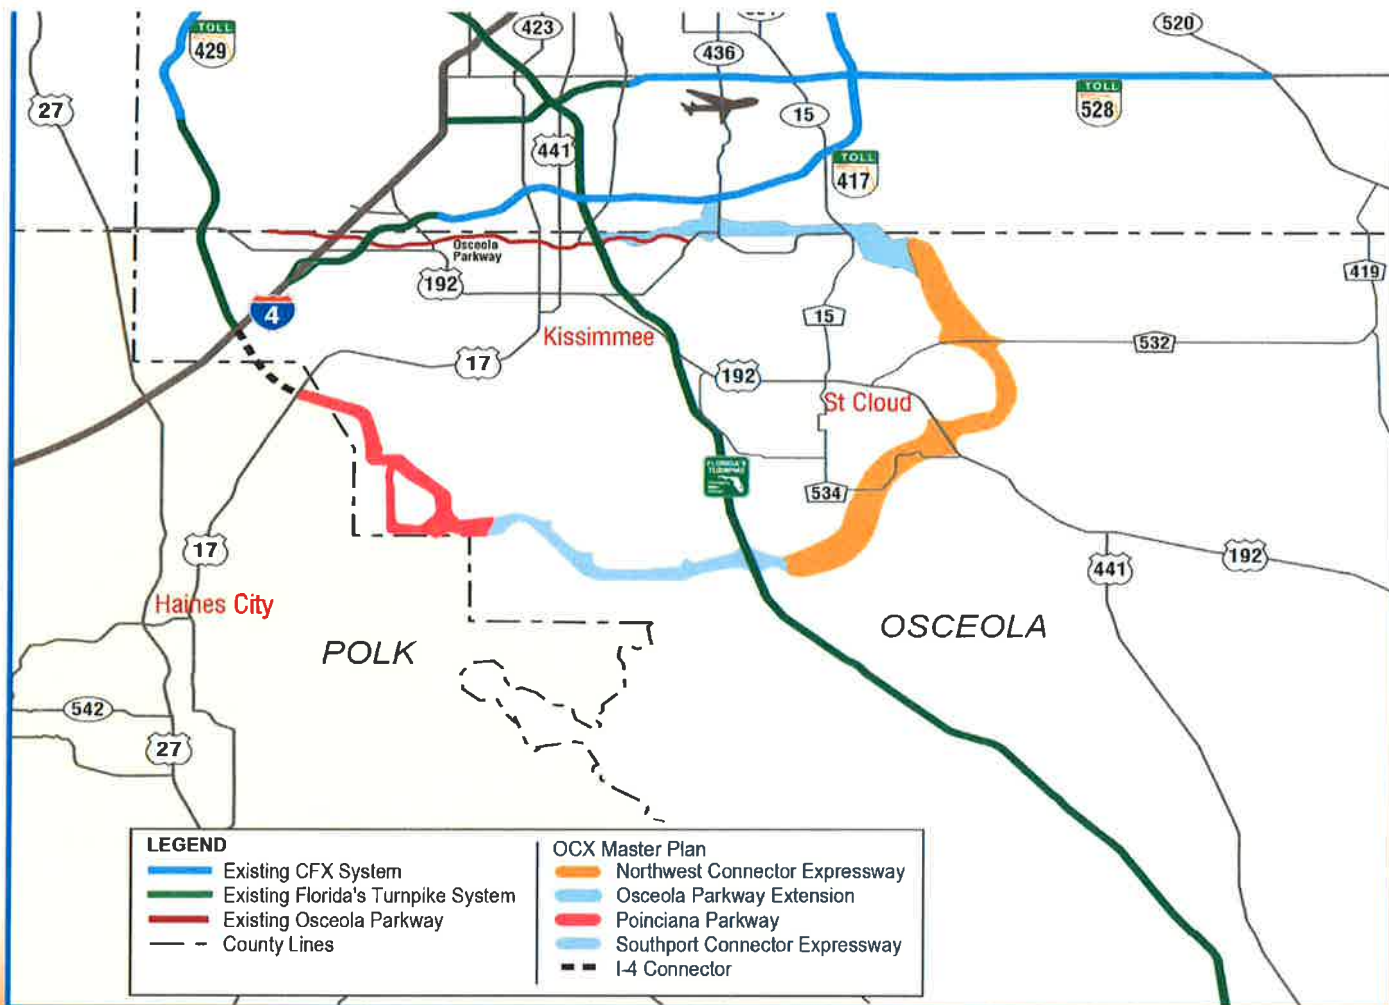 TOLL
429
423
436
520
27
TOLL
528
15
441
TOLL
417
Osceola
Parkway
192
419
4
15
532
Kissimmee
17
192
St Cloud
FLORIDA'S
TURNPIKE
534
17
441
192
Haines City
OSCEOLA
POLK
542
27
LEGEND
Existing CFX System
Existing Florida's Turnpike System
Existing Osceola Parkway
County Lines
OCX Master Plan
Northwest Connector Expressway
Osceola Parkway Extension
Poinciana Parkway
Southport Connector Expressway
I-4 Connector